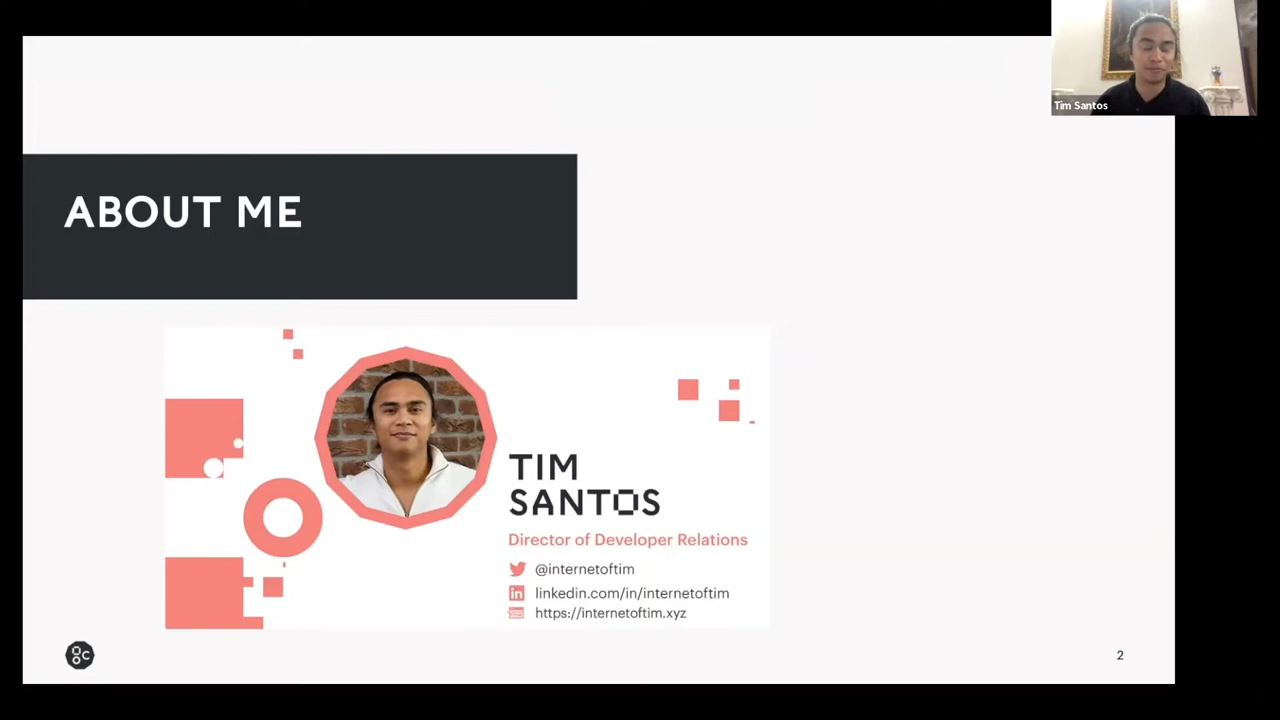 Tim Santos
ABOUT ME
TIM
SANTOS
Director of Developer Relations
@internetoftim
linkedin.com/in/internetoftim
https://internetoftim.xyz
2